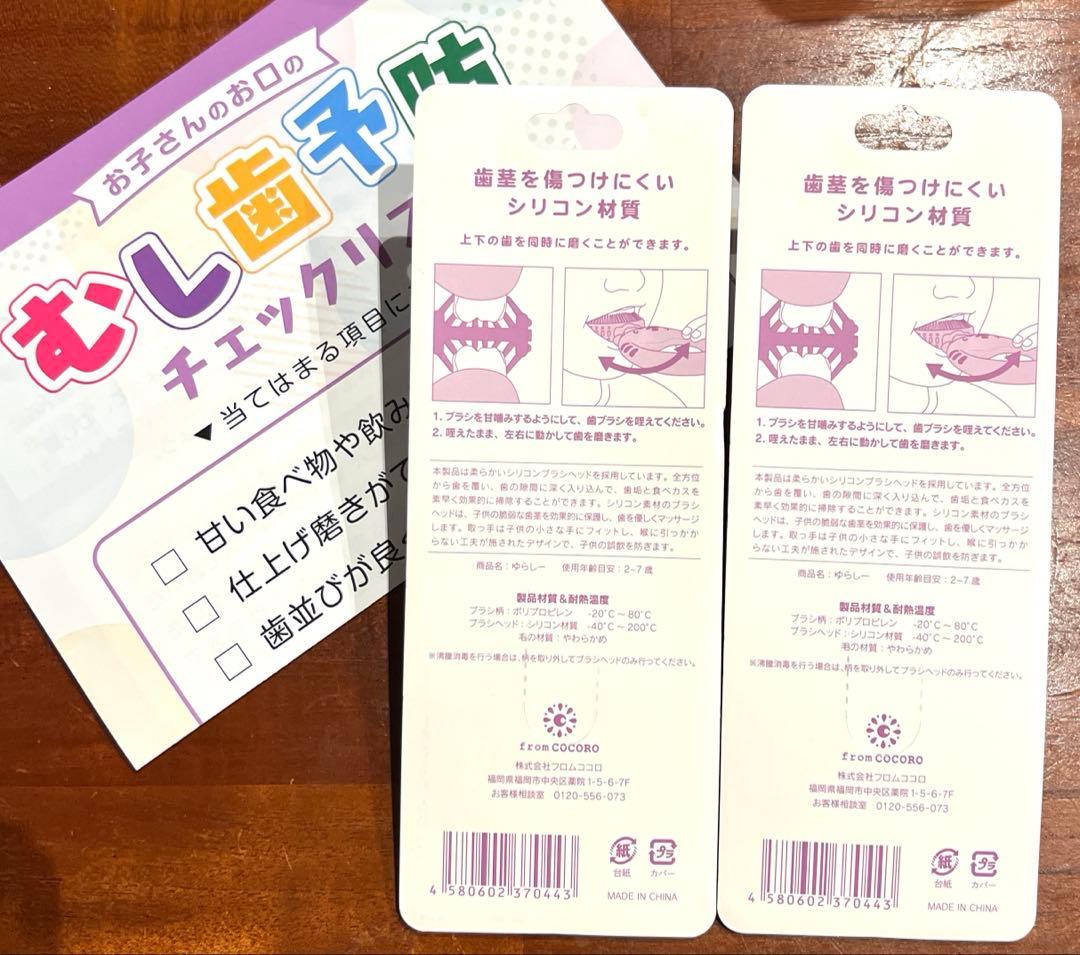 お子さんのお口の
むし歯予防
チェックリス
▼当てはまる項目に
□ 甘い食べ物や飲み
□ 仕上げ磨きがて
□ 歯並びが良
歯茎を傷つけにくい
シリコン材質
上下の歯を同時に磨くことができます。
1. ブラシを甘噛みするようにして、歯ブラシを咥えてください。
2. 咥えたまま、左右に動かして歯を磨きます。
本製品は柔らかいシリコンブラシヘッドを採用しています。全方位
から歯を覆い、歯の隙間に深く入り込んで、歯垢と食べカスを
素早く効果的に掃除することができます。シリコン素材のブラシ
ヘッドは、子供の脆弱な歯茎を効果的に保護し、歯を優しくマッサージ
します。取っ手は子供の小さな手にフィットし、喉に引っかか
らない工夫が施されたデザインで、子供の誤飲を防ぎます。
商品名：ゆらしー 使用年齢目安：2~7歳
製品材質&耐熱温度
ブラシ柄：ポリプロピレン -20℃〜80℃
ブラシヘッド：シリコン材質 -40℃〜200℃
毛の材質：やわらかめ
※沸騰消毒を行う場合は、柄を取り外してブラシヘッドのみ行ってください。
from COCORO
株式会社フロムココロ
福岡県福岡市中央区薬院1-5-6-7F
お客様相談室 0120-556-073
4 580602 370443
紙
台紙
プラ
カバー
MADE IN CHINA
歯茎を傷つけにくい
シリコン材質
上下の歯を同時に磨くことができます。
1. ブラシを甘噛みするようにして、歯ブラシを咥えてください。
2. 咥えたまま、左右に動かして歯を磨きます。
本製品は柔らかいシリコンブラシヘッドを採用しています。全方位
から歯を覆い、歯の隙間に深く入り込んで、歯垢と食べカスを
素早く効果的に掃除することができます。シリコン素材のブラシ
ヘッドは、子供の脆弱な歯茎を効果的に保護し、歯を優しくマッサージ
します。取っ手は子供の小さな手にフィットし、喉に引っかか
らない工夫が施されたデザインで、子供の誤飲を防ぎます。
商品名：ゆらしー 使用年齢目安：2~7歳
製品材質&耐熱温度
ブラシ柄：ポリプロピレン -20℃〜80℃
ブラシヘッド：シリコン材質 -40℃〜200℃
毛の材質：やわらかめ
※沸騰消毒を行う場合は、柄を取り外してブラシヘッドのみ行ってください。
from COCORO
株式会社フロムココロ
福岡県福岡市中央区薬院1-5-6-7F
お客様相談室 0120-556-073
4 580602 370443
紙
台紙
プラ
カバー
MADE IN CHINA